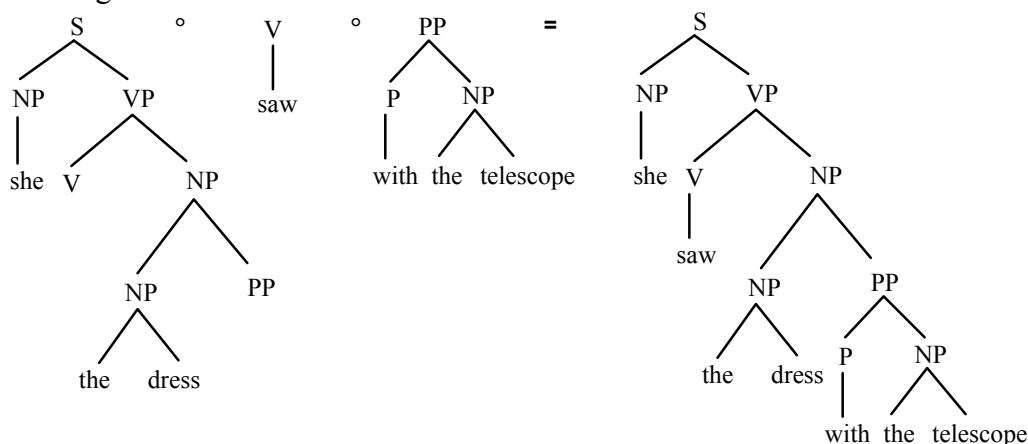 S ° V ° PP = S
NP VP saw P NP NP VP
she V NP with the telescope she V NP
saw
NP PP NP PP
the dress the dress P NP
with the telescope